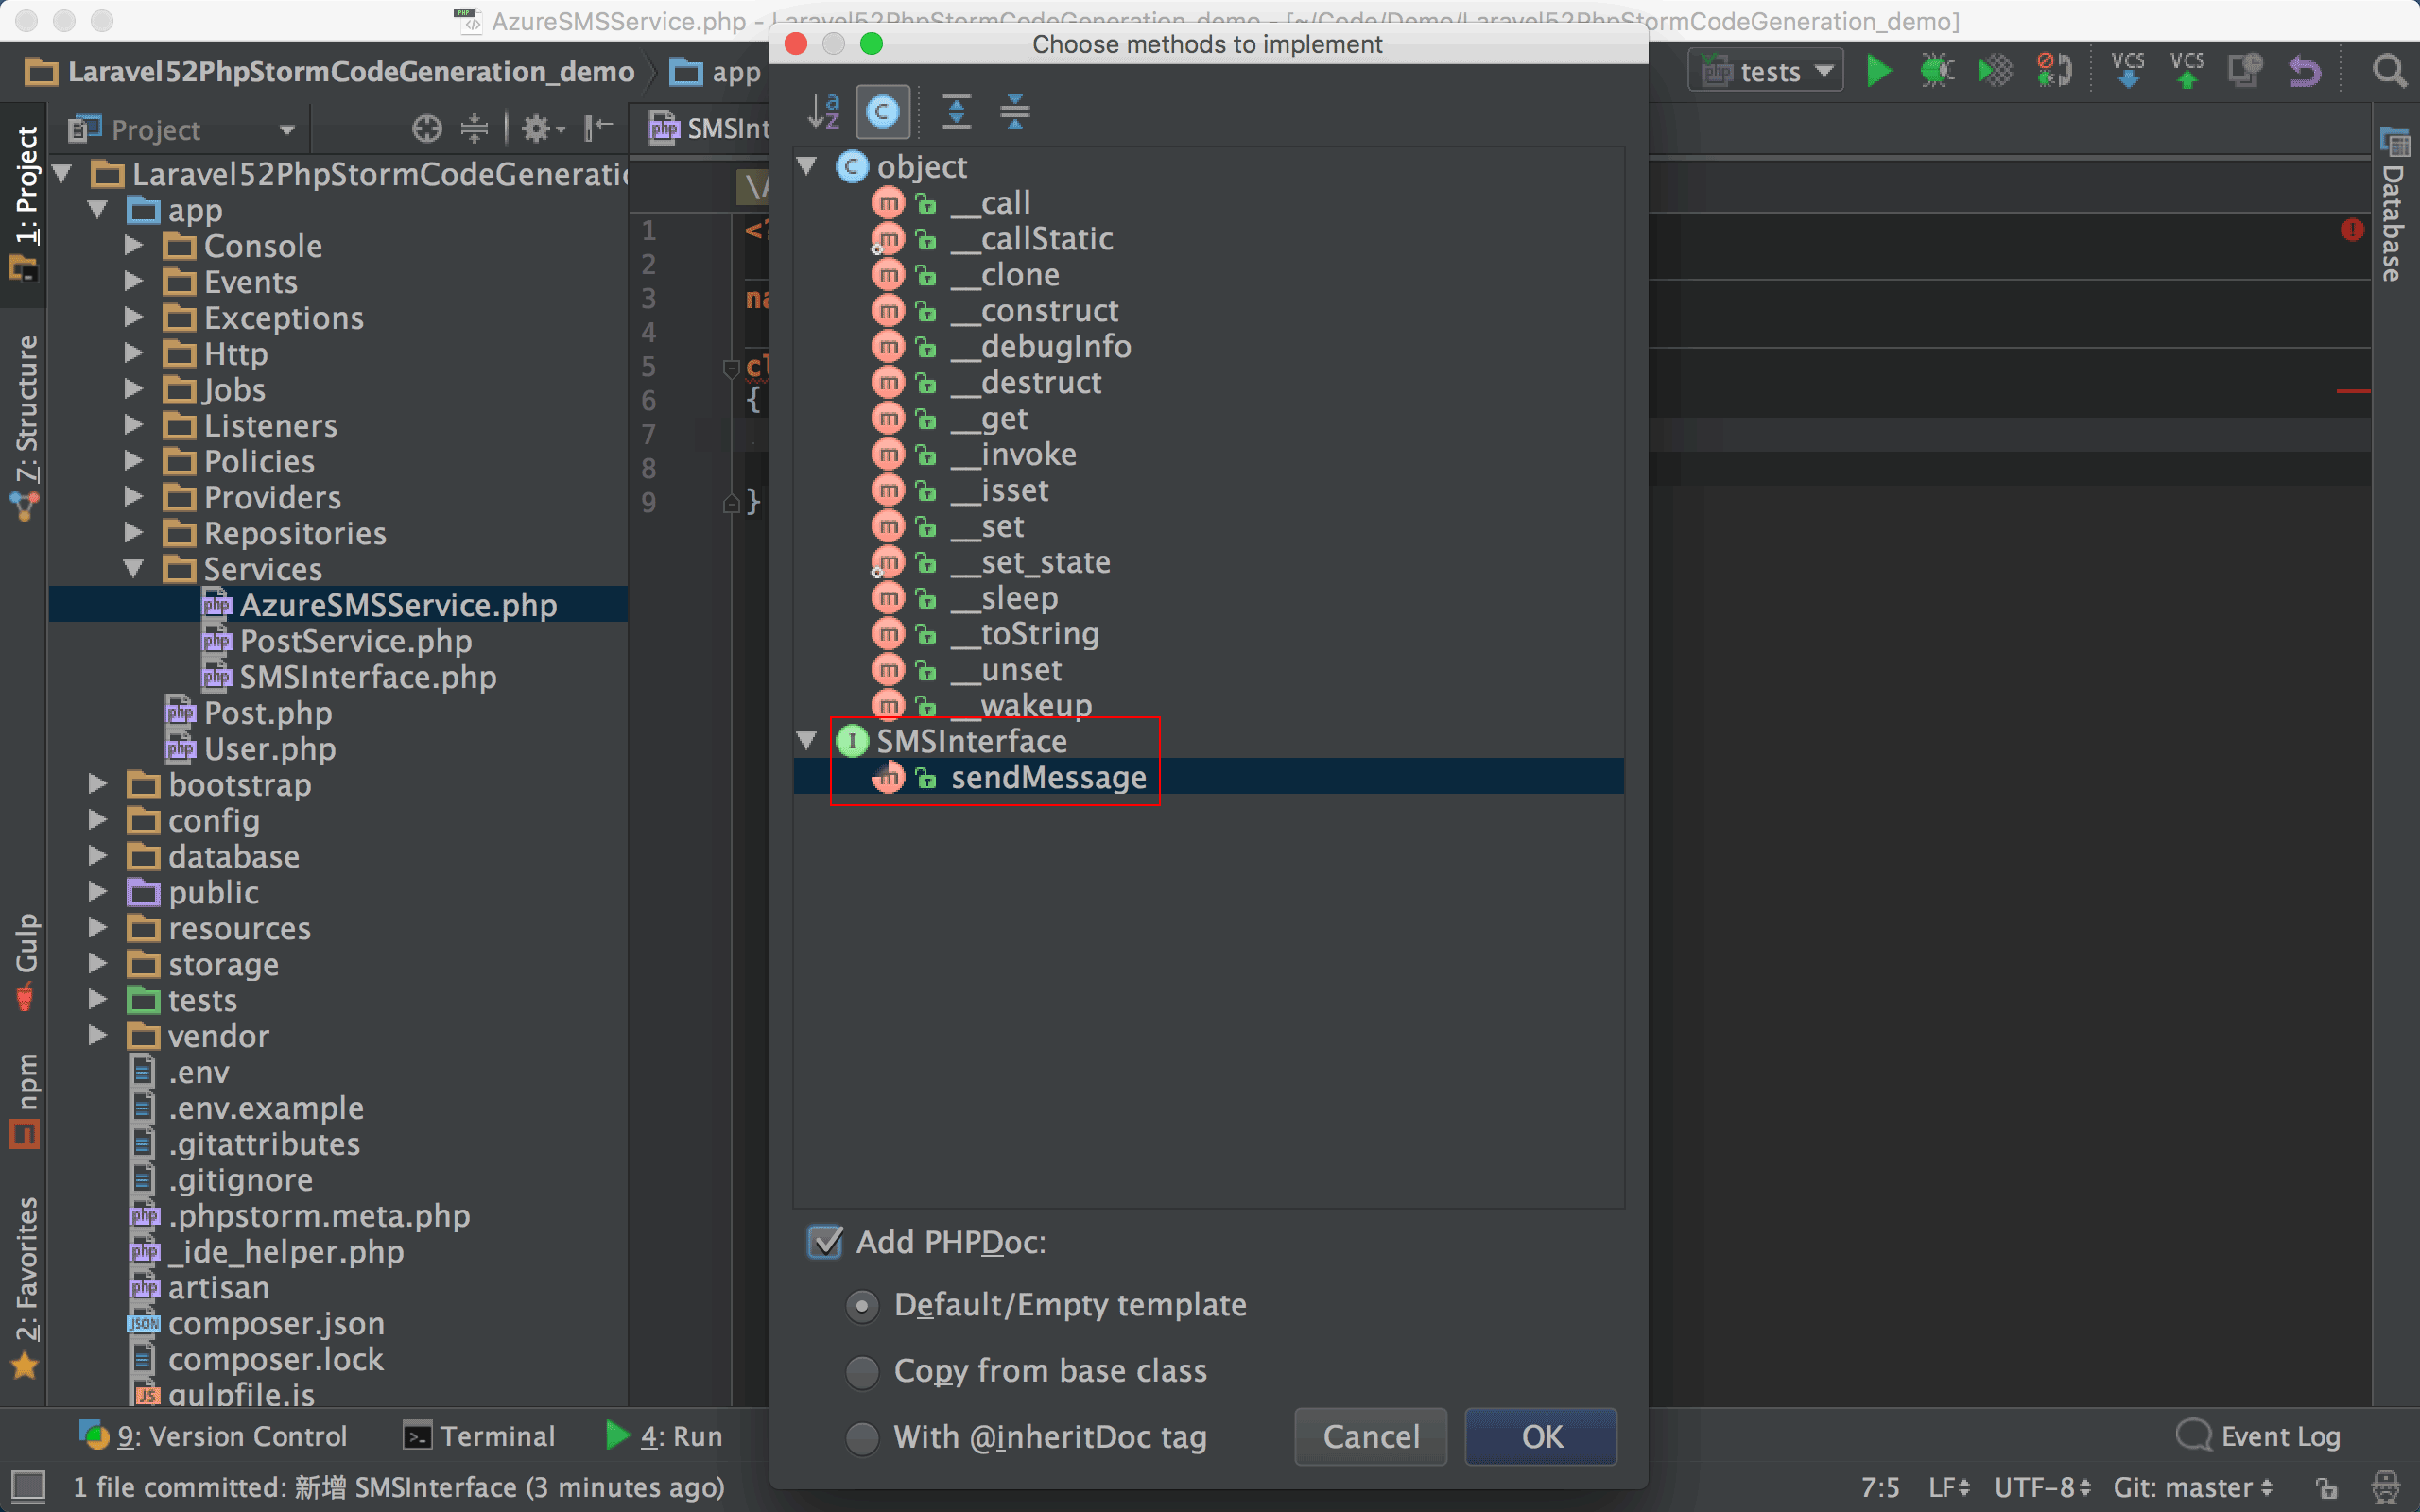 AzureSMSService.php - Laravel52PhpStormCodeGeneration_demo - [~/Code/Demo/Laravel52PhpStormCodeGeneration_demo]
Choose methods to implement
Laravel52PhpStormCodeGeneration_demo
app
tests
VCS
VCS
Project
SMSInt
1: Project
Z: Structure
Gulp
npm
2: Favorites
Database
Laravel52PhpStormCodeGeneratio
app
Console
Events
Exceptions
Http
Jobs
Listeners
Policies
Providers
Repositories
Services
AzureSMSService.php
PostService.php
SMSInterface.php
Post.php
User.php
bootstrap
config
database
public
resources
storage
tests
vendor
.env
.env.example
.gitattributes
.gitignore
.phpstorm.meta.php
_ide_helper.php
artisan
composer.json
composer.lock
gulpfile.js
\A
1 <?
2
3 na
4
5 cl
6 {
7
8
9 }
object
__call
__callStatic
__clone
__construct
__debugInfo
__destruct
__get
__invoke
__isset
__set
__set_state
__sleep
__toString
__unset
__wakeup
SMSInterface
sendMessage
Add PHPDoc:
Default/Empty template
Copy from base class
With @inheritDoc tag
Cancel
OK
9: Version Control
Terminal
4: Run
Event Log
1 file committed: 新增 SMSInterface (3 minutes ago)
7:5
LF
UTF-8
Git: master